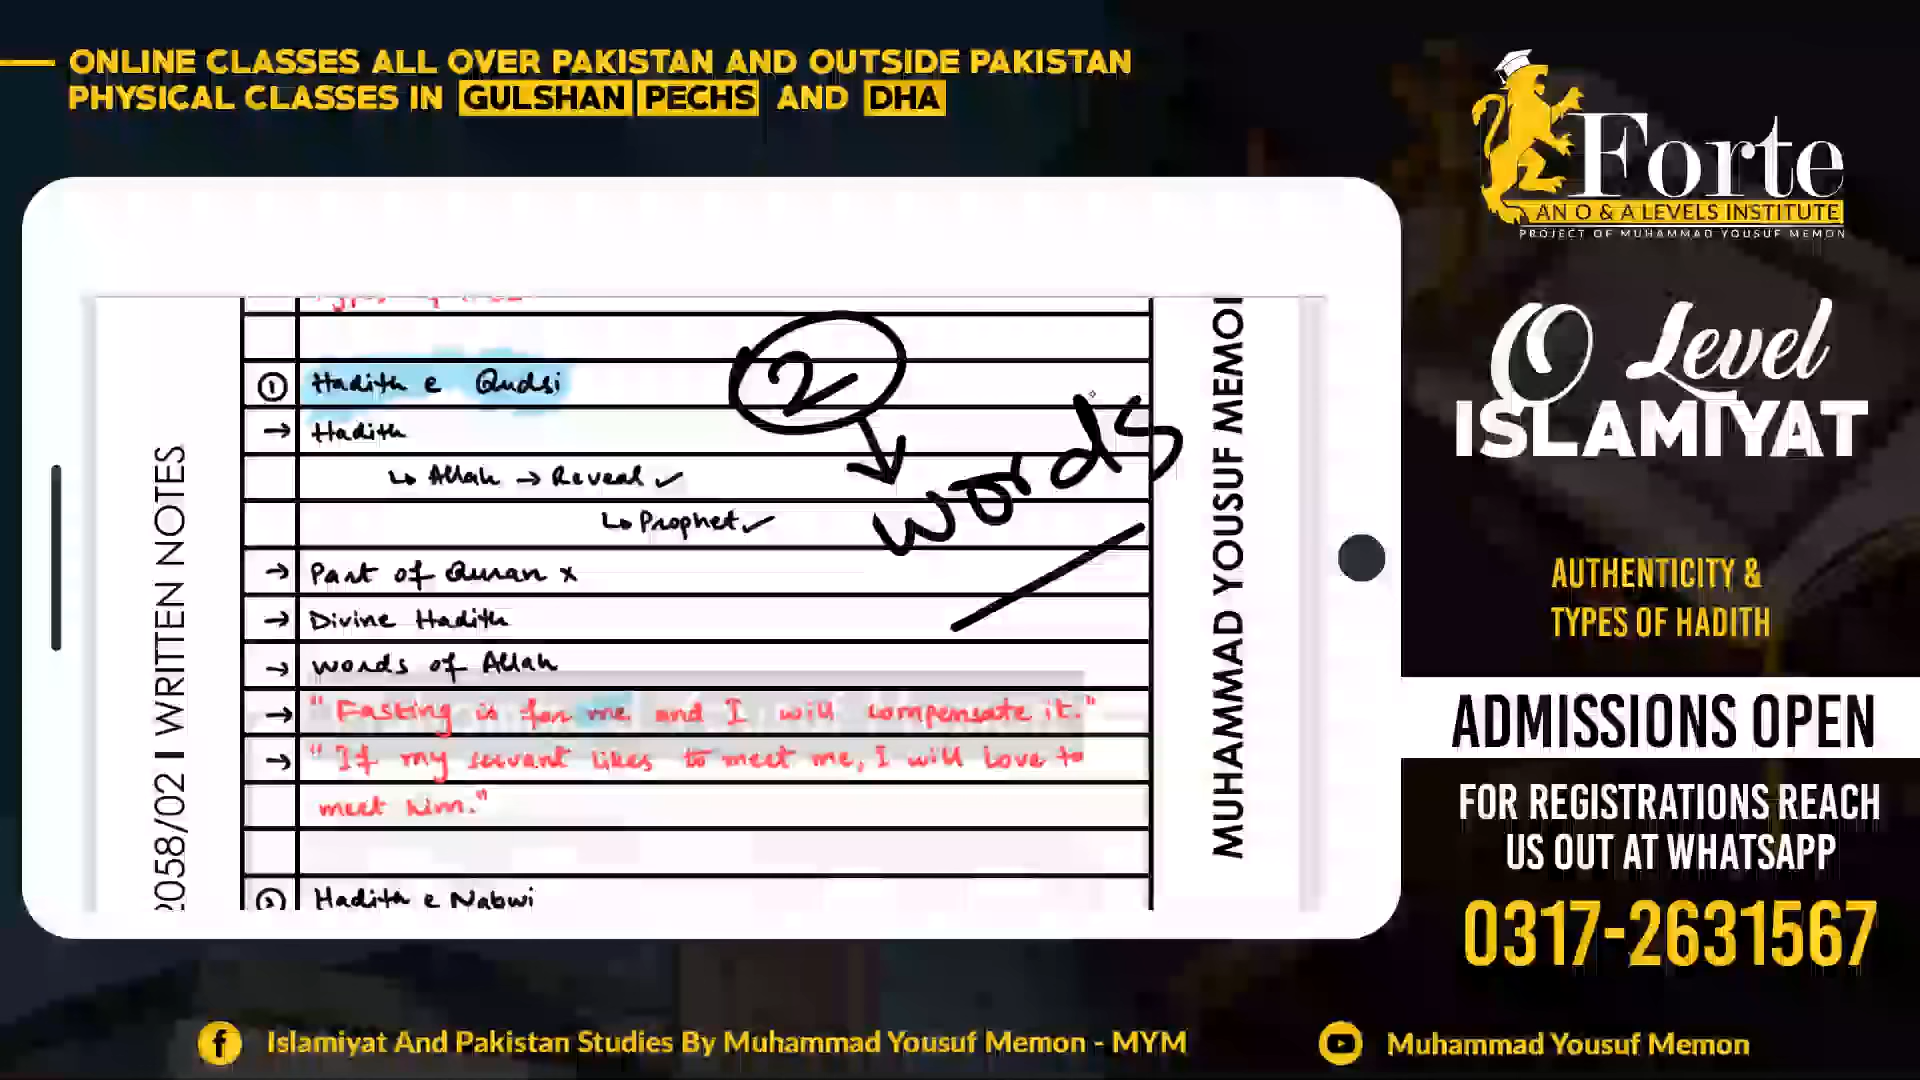 ONLINE CLASSES ALL OVER PAKISTAN AND OUTSIDE PAKISTAN
PHYSICAL CLASSES IN GULSHAN PECHS AND DHA
Forte
AN O & A LEVELS INSTITUTE
PROJECT OF MUHAMMAD YOUSUF MEMON
2058/02 I WRITTEN NOTES
① Hadith e Qudsi
2
→ Hadith
words
↳ Allah → Reveal ✓
↳ Prophet ✓
→ Part of Quran x
→ Divine Hadith
→ words of Allah
→ "Fasting is for me and I will compensate it."
→ "If my servant likes to meet me, I will love to
meet him."
Hadith e Nabwi
MUHAMMAD YOUSUF MEMON
O Level
ISLAMIYAT
AUTHENTICITY &
TYPES OF HADITH
ADMISSIONS OPEN
FOR REGISTRATIONS REACH
US OUT AT WHATSAPP
0317-2631567
Islamiyat And Pakistan Studies By Muhammad Yousuf Memon - MYM
Muhammad Yousuf Memon